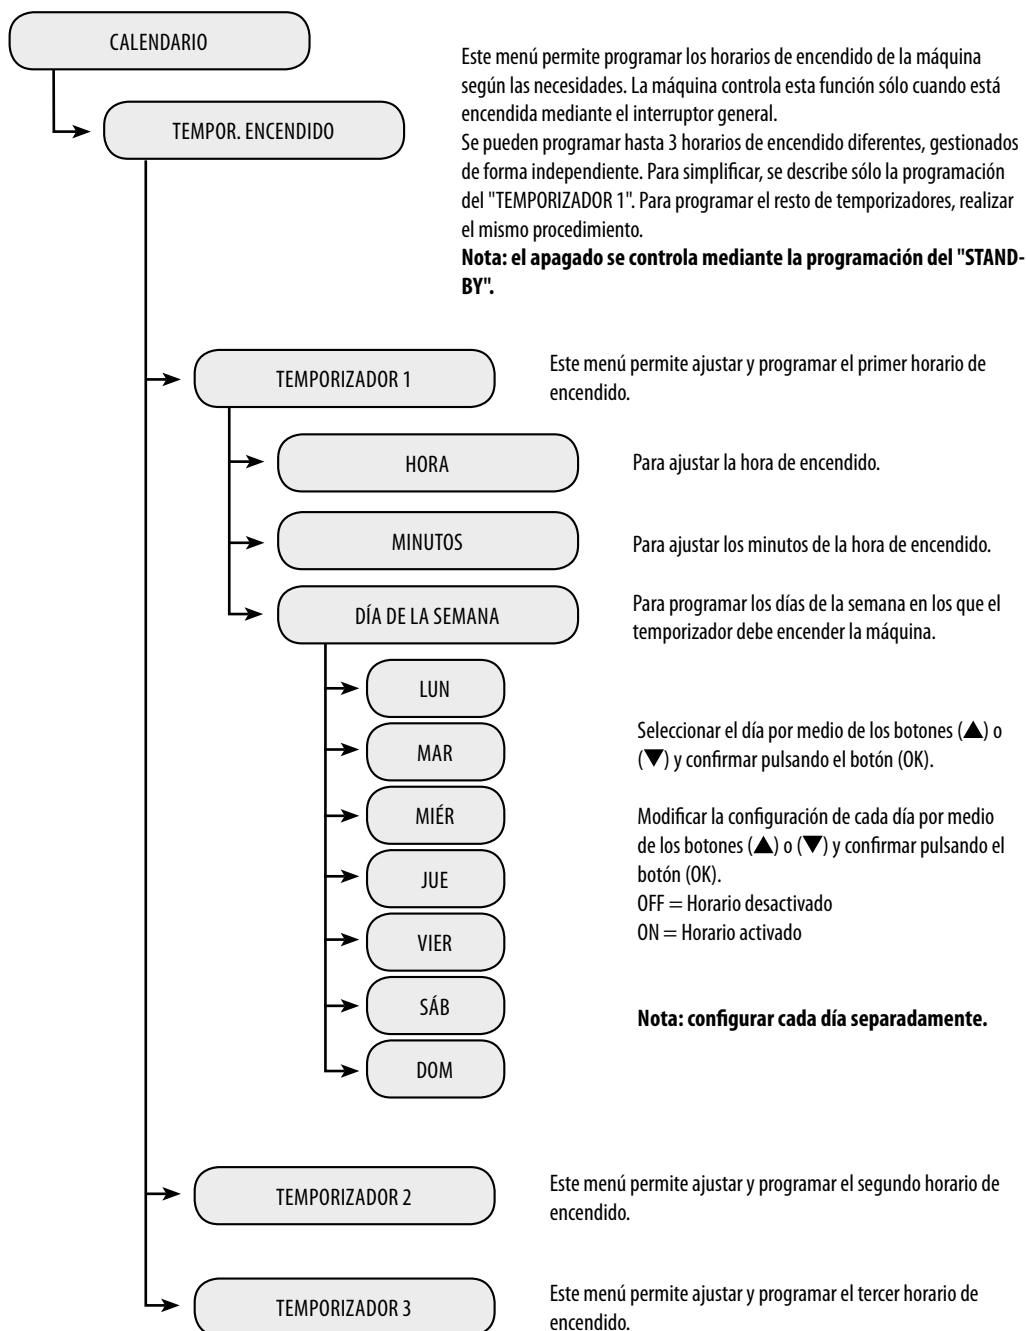 CALENDARIO
TEMPOR. ENCENDIDO
Este menú permite programar los horarios de encendido de la máquina
según las necesidades. La máquina controla esta función sólo cuando está
encendida mediante el interruptor general.
Se pueden programar hasta 3 horarios de encendido diferentes, gestionados
de forma independiente. Para simplificar, se describe sólo la programación
del "TEMPORIZADOR 1". Para programar el resto de temporizadores, realizar
el mismo procedimiento.
Nota: el apagado se controla mediante la programación del "STAND-
BY".
TEMPORIZADOR 1
Este menú permite ajustar y programar el primer horario de
encendido.
HORA
Para ajustar la hora de encendido.
MINUTOS
Para ajustar los minutos de la hora de encendido.
DÍA DE LA SEMANA
Para programar los días de la semana en los que el
temporizador debe encender la máquina.
LUN
MAR
MIÉR
JUE
VIER
SÁB
DOM
Seleccionar el día por medio de los botones (▲) o
(▼) y confirmar pulsando el botón (OK).
Modificar la configuración de cada día por medio
de los botones (▲) o (▼) y confirmar pulsando el
botón (OK).
OFF = Horario desactivado
ON = Horario activado
Nota: configurar cada día separadamente.
TEMPORIZADOR 2
Este menú permite ajustar y programar el segundo horario de
encendido.
TEMPORIZADOR 3
Este menú permite ajustar y programar el tercer horario de
encendido.